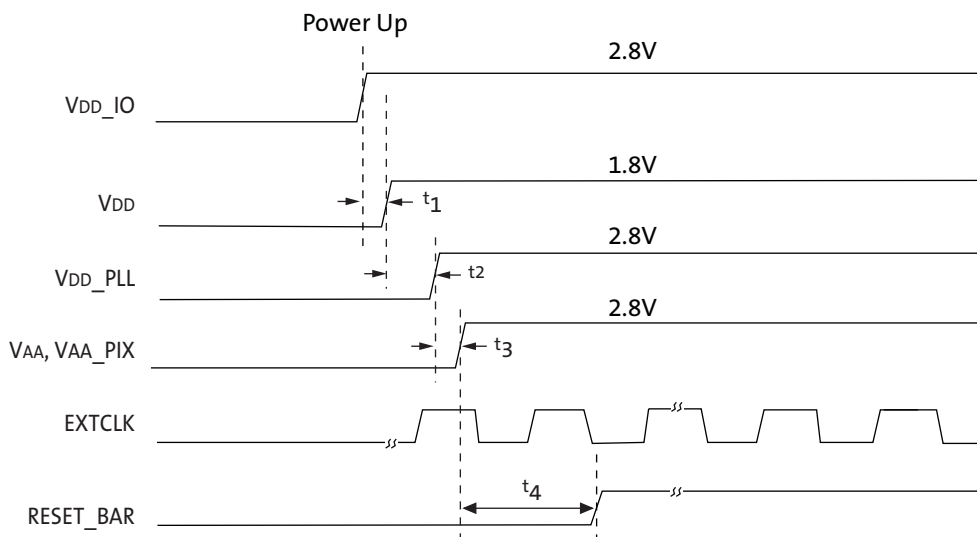 Power Up
2.8V
VDD_IO
1.8V
VDD
t1
2.8V
VDD_PLL
t2
2.8V
VAA, VAA_PIX
t3
EXTCLK
t4
RESET_BAR